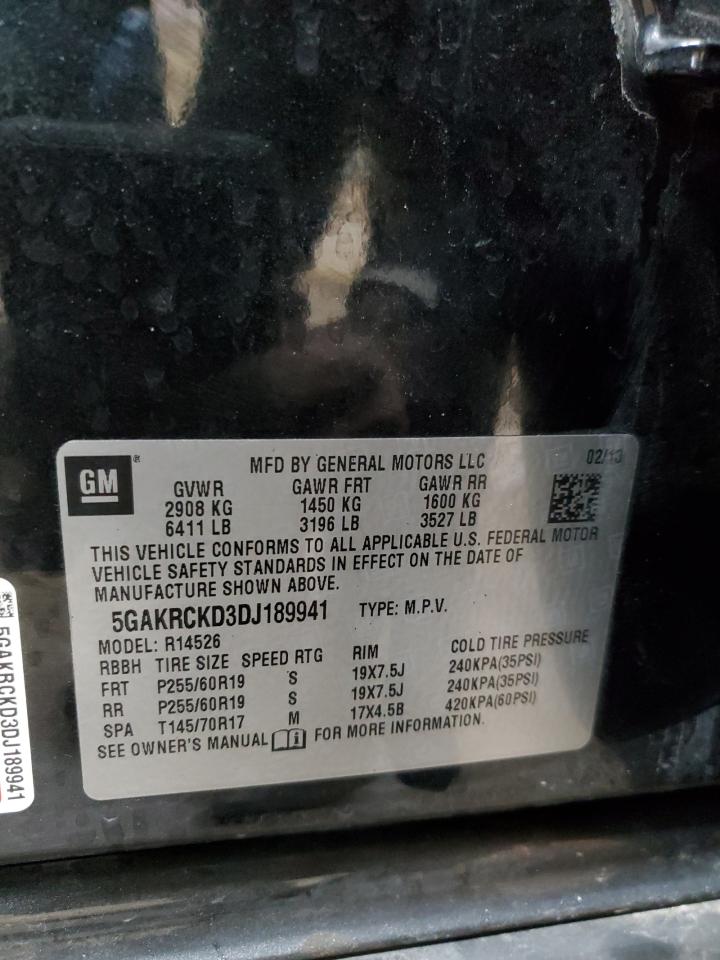 GM ®
MFD BY GENERAL MOTORS LLC 02/13
GVWR GAWR FRT GAWR RR
2908 KG 1450 KG 1600 KG
6411 LB 3196 LB 3527 LB
THIS VEHICLE CONFORMS TO ALL APPLICABLE U.S. FEDERAL MOTOR
VEHICLE SAFETY STANDARDS IN EFFECT ON THE DATE OF
MANUFACTURE SHOWN ABOVE.
5GAKRCKD3DJ189941 TYPE: M.P.V.
MODEL: R14526
RBBH TIRE SIZE SPEED RTG RIM COLD TIRE PRESSURE
FRT P255/60R19 S 19X7.5J 240KPA(35PSI)
RR P255/60R19 S 19X7.5J 240KPA(35PSI)
SPA T145/70R17 M 17X4.5B 420KPA(60PSI)
SEE OWNER'S MANUAL FOR MORE INFORMATION.
5GAKRCKD3DJ189941